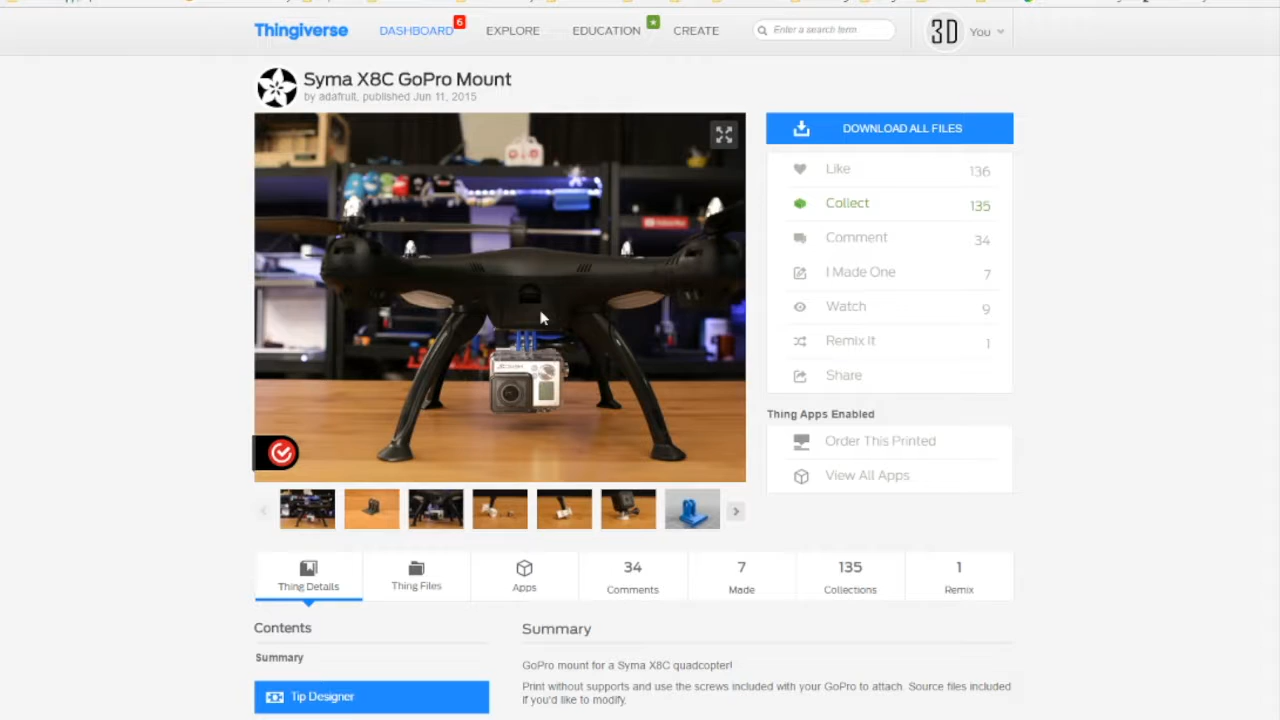 Thingiverse
DASHBOARD 6 EXPLORE EDUCATION CREATE
Enter a search term
3D You
Syma X8C GoPro Mount
by adafruit, published Jun 11, 2015
DOWNLOAD ALL FILES
Like 136
Collect 135
Comment 34
I Made One 7
Watch 9
Remix It 1
Share
Thing Apps Enabled
Order This Printed
View All Apps
Thing Details
Thing Files
Apps
34
Comments
7
Made
135
Collections
1
Remix
Contents
Summary
Tip Designer
Summary
GoPro mount for a Syma X8C quadcopter!
Print without supports and use the screws included with your GoPro to attach. Source files included
if you'd like to modify.